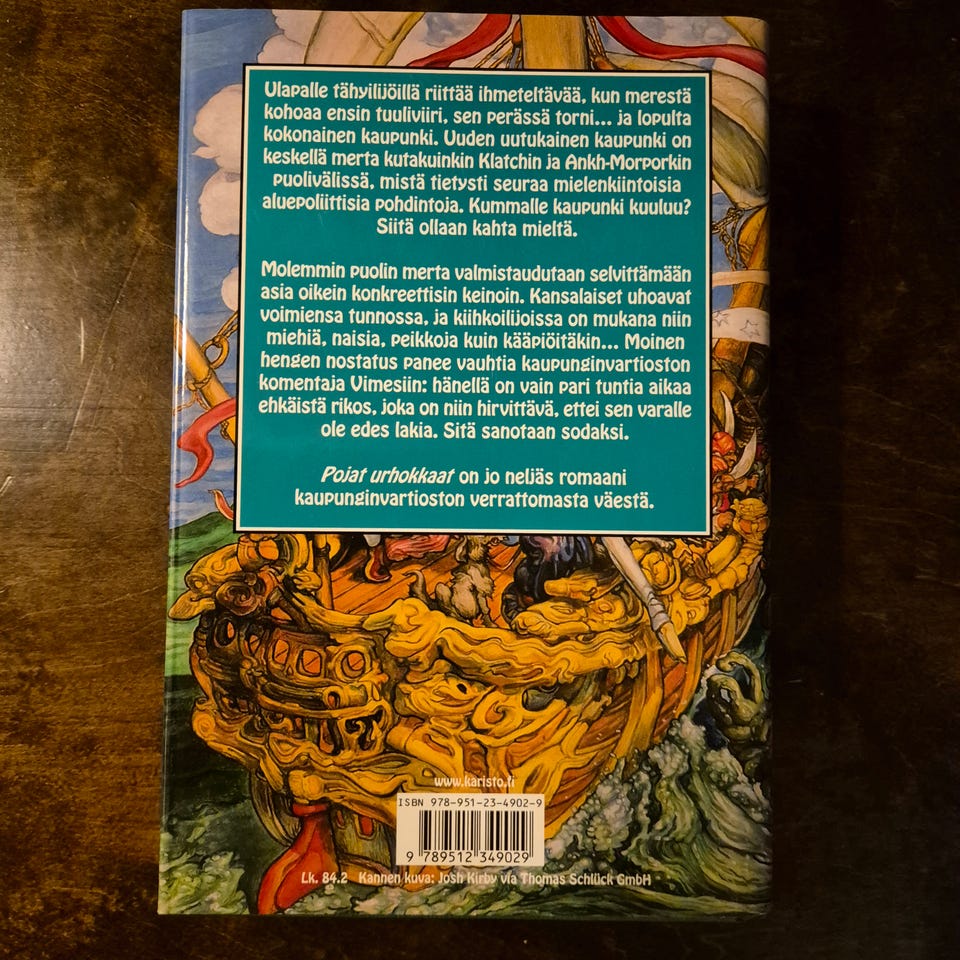 Ulapalle tähyilijöillä riittää ihmeteltävää, kun merestä
kohoaa ensin tuuliviiri, sen perässä torni... ja lopulta
kokonainen kaupunki. Uuden uutukainen kaupunki on
keskellä merta kutakuinkin Klatchin ja Ankh-Morporkin
puolivälissä, mistä tietysti seuraa mielenkiintoisia
aluepoliittisia pohdintoja. Kummalle kaupunki kuuluu?
Siitä ollaan kahta mieltä.
Molemmin puolin merta valmistaudutaan selvittämään
asia oikein konkreettisin keinoin. Kansalaiset uhoavat
voimiensa tunnossa, ja kiihkoilijoissa on mukana niin
miehiä, naisia, peikkoja kuin kääpiöitäkin... Moinen
hengen nostatus panee vauhtia kaupunginvartioston
komentaja Vimesiin: hänellä on vain pari tuntia aikaa
ehkäistä rikos, joka on niin hirvittävä, ettei sen varalle
ole edes lakia. Sitä sanotaan sodaksi.
Pojat urhokkaat on jo neljäs romaani
kaupunginvartioston verrattomasta väestä.
www.karisto.fi
ISBN 978-951-23-4902-9
9 789512 349029
Lk. 84.2 Kannen kuva: Josh Kirby via Thomas Schlück GmbH